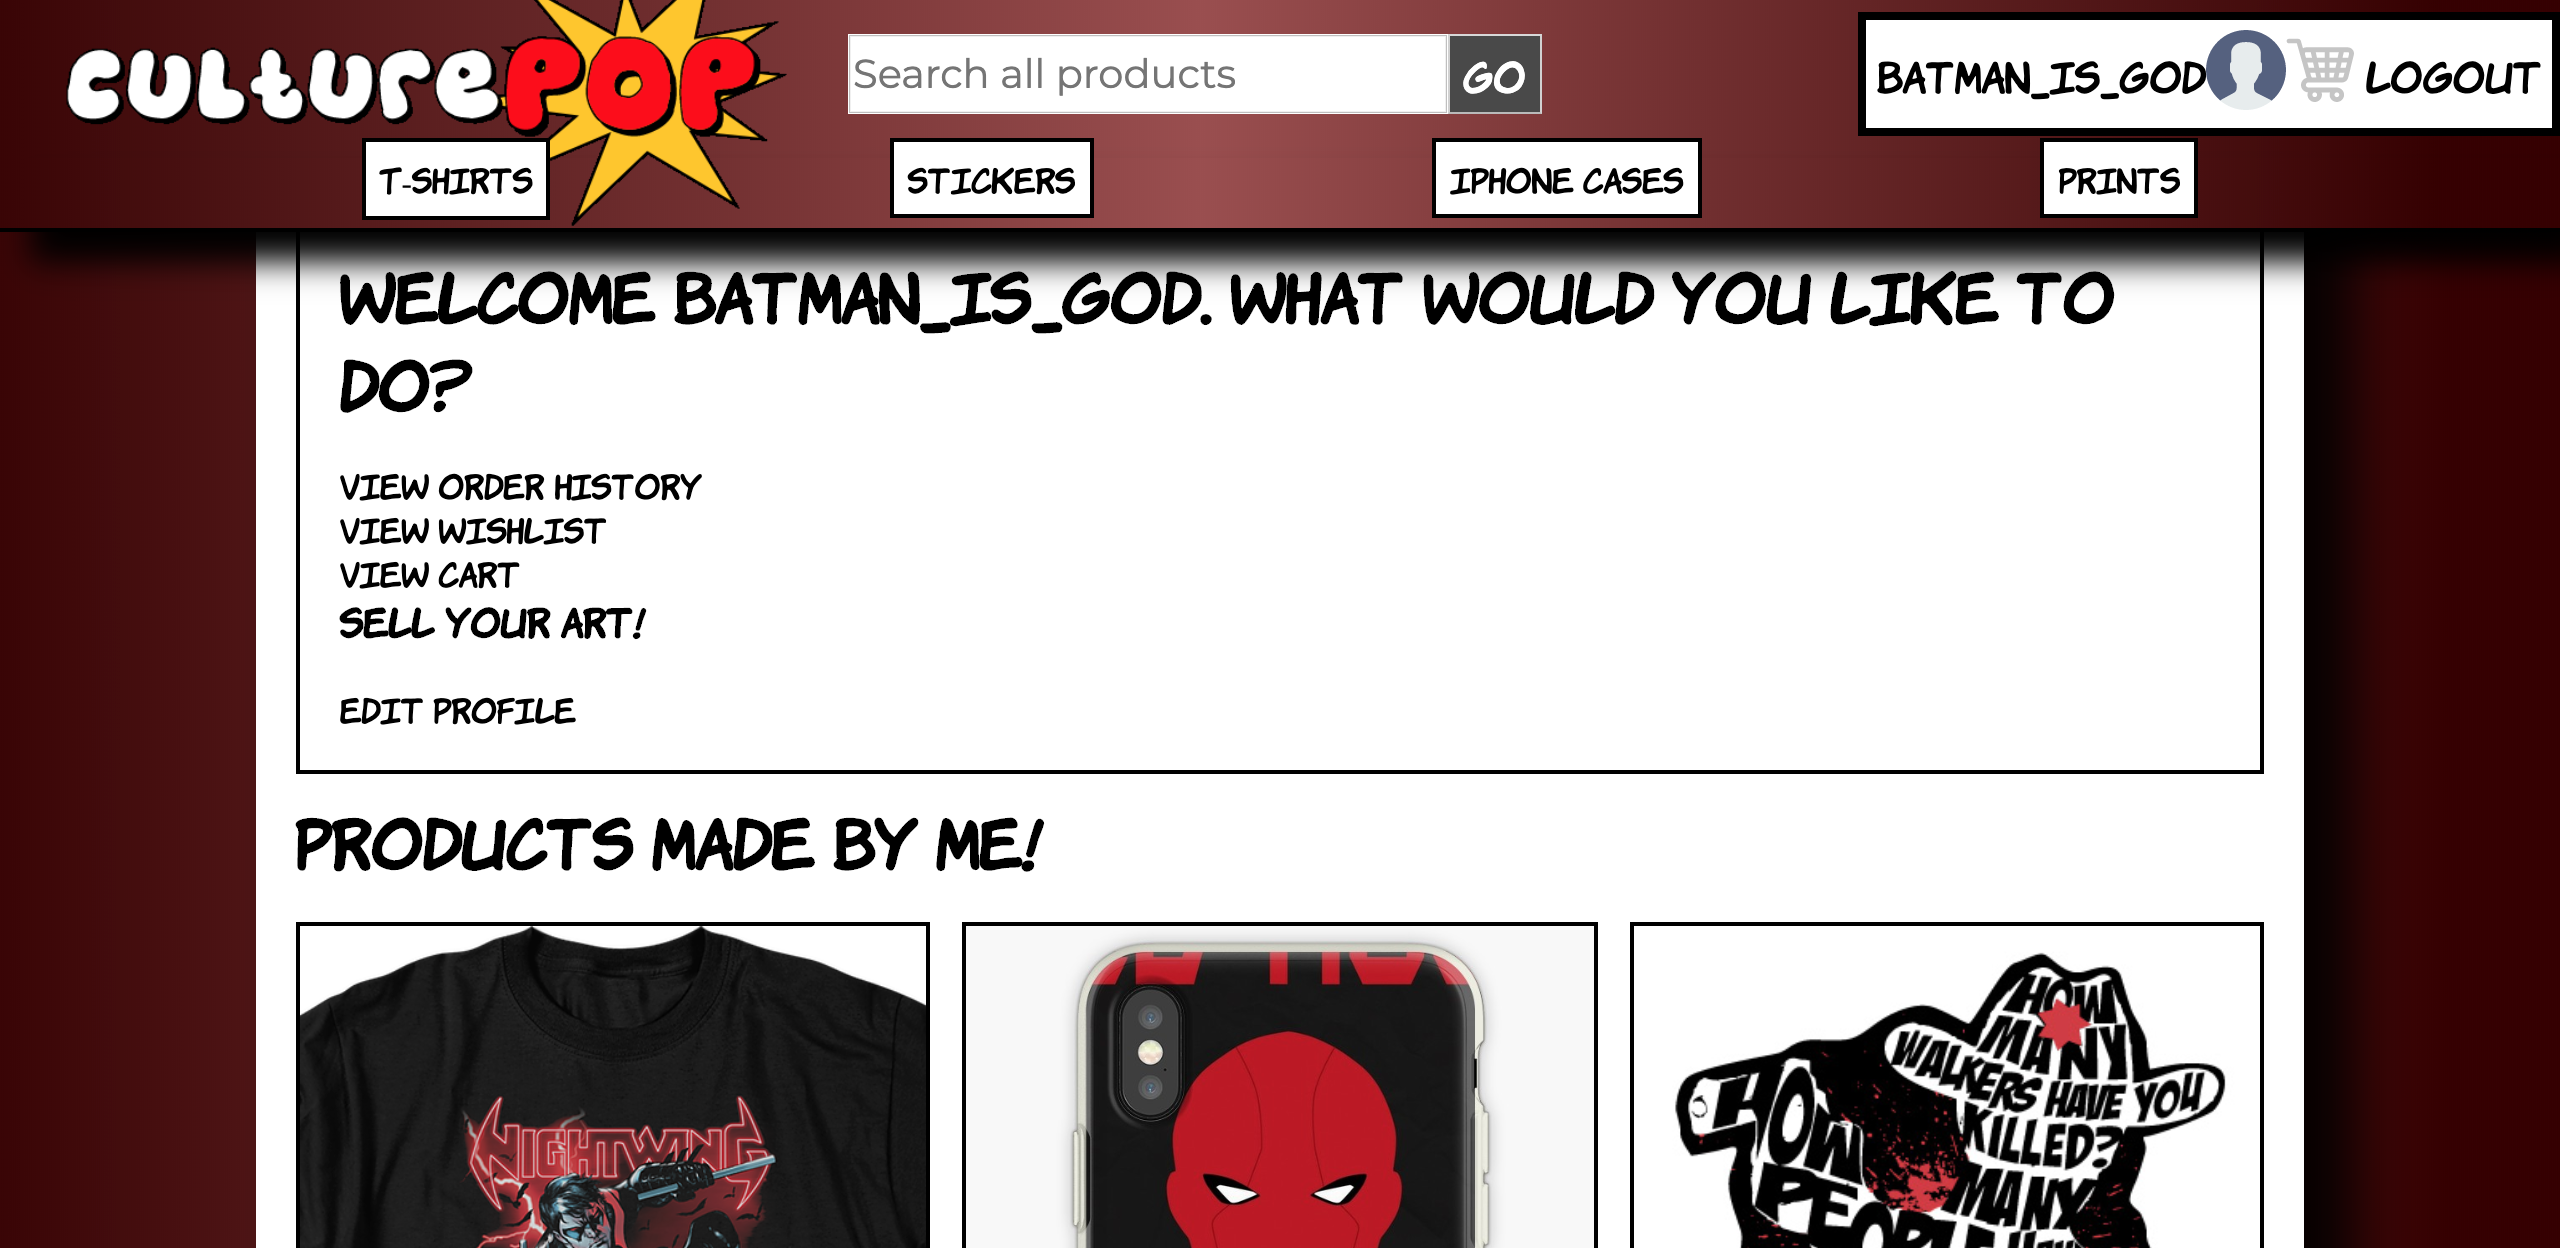 culturePOP
Search all products
GO
BATMAN_IS_GOD
LOGOUT
T-SHIRTS
STICKERS
IPHONE CASES
PRINTS
WELCOME BATMAN_IS_GOD. WHAT WOULD YOU LIKE TO
DO?
VIEW ORDER HISTORY
VIEW WISHLIST
VIEW CART
SELL YOUR ART!
EDIT PROFILE
PRODUCTS MADE BY ME!
NIGHTWING
HOW
MANY
WALKERS HAVE YOU
KILLED?
HOW
MANY
PEOPLE